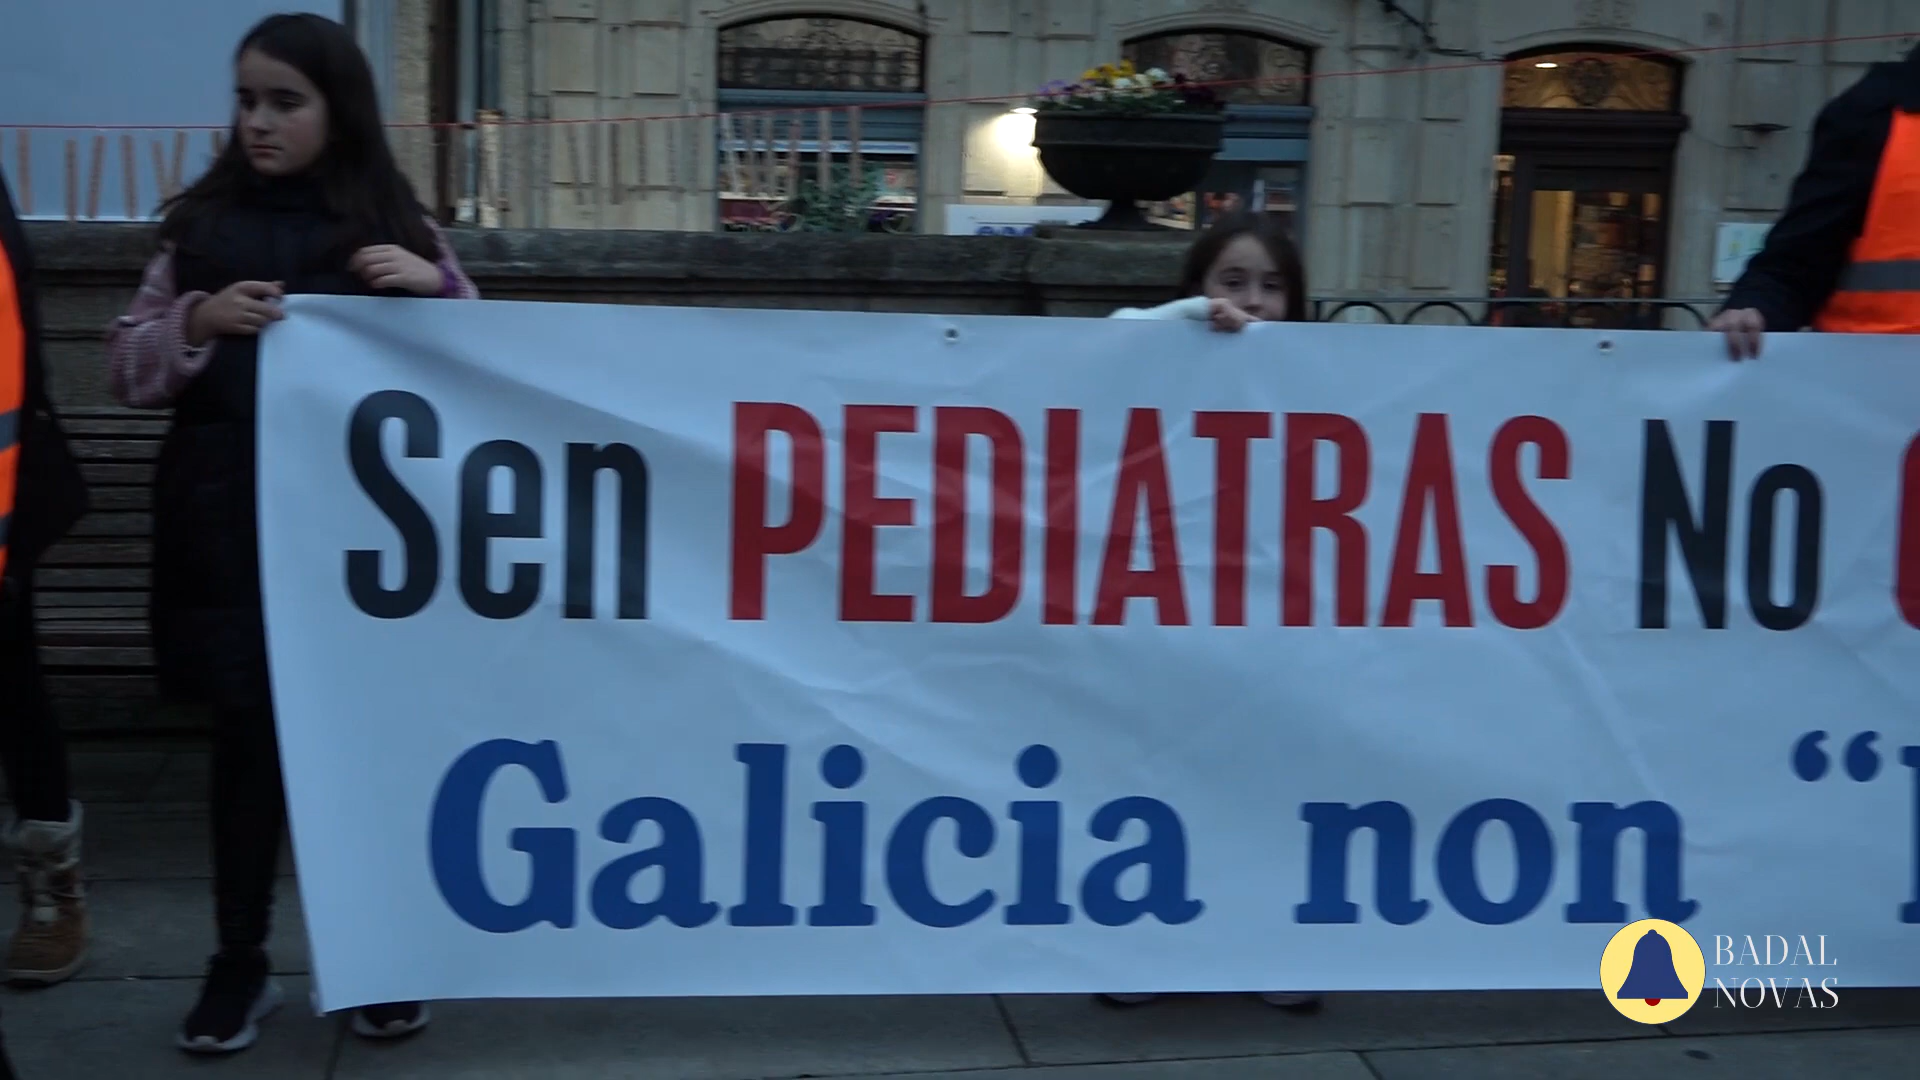 Sen PEDIATRAS No
Galicia non “
BADAL
NOVAS